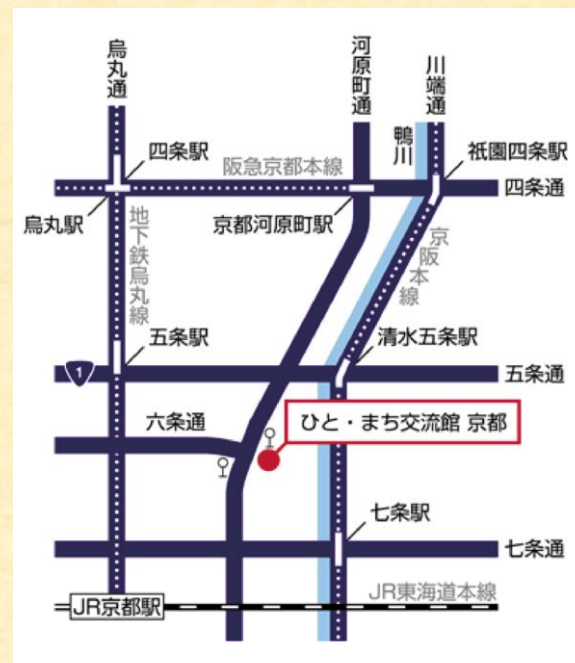 烏丸通
河原町通
川端通
鴨川
四条駅
阪急京都本線
祇園四条駅
四条通
烏丸駅
京都河原町駅
地下鉄烏丸線
京阪本線
五条駅
清水五条駅
1
五条通
六条通
ひと・まち交流館 京都
七条駅
七条通
JR東海道本線
JR京都駅